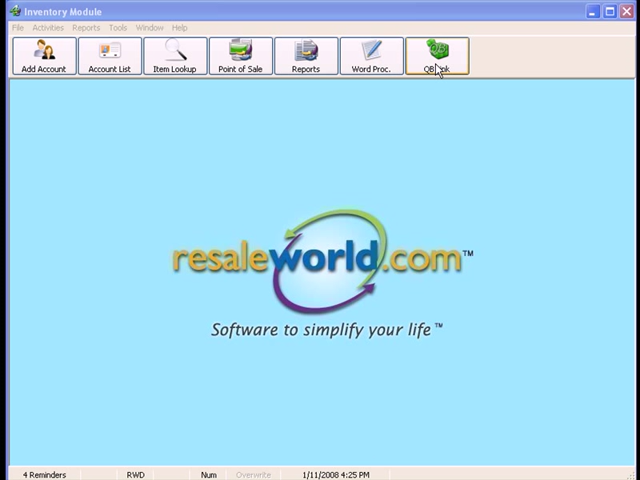 Inventory Module
File Activities Reports Tools Window Help
Add Account Account List Item Lookup Point of Sale Reports Word Proc.
resaleworld.com™
Software to simplify your life™
4 Reminders RWD Num Overwrite 1/11/2008 4:25 PM